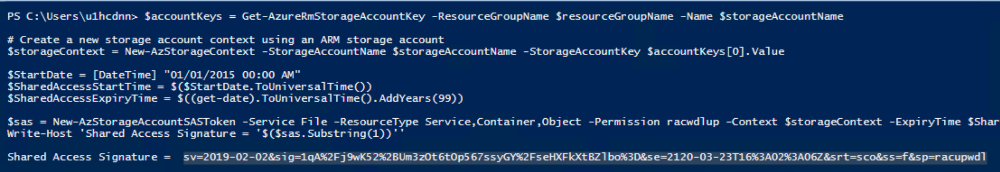 PS C:\Users\u1hcdnn> $accountKeys = Get-AzureRmStorageAccountKey -ResourceGroupName $resourceGroupName -Name $storageAccountName
# Create a new storage account context using an ARM storage account
$storageContext = New-AzStorageContext -StorageAccountName $storageAccountName -StorageAccountKey $accountKeys[0].Value
$StartDate = [DateTime] "01/01/2015 00:00 AM"
$SharedAccessStartTime = $($StartDate.ToUniversalTime())
$SharedAccessExpiryTime = $((get-date).ToUniversalTime().AddYears(99))
$sas = New-AzStorageAccountSASToken -Service File -ResourceType Service,Container,Object -Permission racwdlup -Context $storageContext -ExpiryTime $Shar
Write-Host 'Shared Access Signature = '$($sas.Substring(1))''
Shared Access Signature =  sv=2019-02-02&sig=1qA%2Fj9wK52%2BUm3zOt6tOp567ssyGY%2FseHXFkXtBZlbo%3D&se=2120-03-23T16%3A02%3A06Z&srt=sco&ss=f&sp=racupwdl